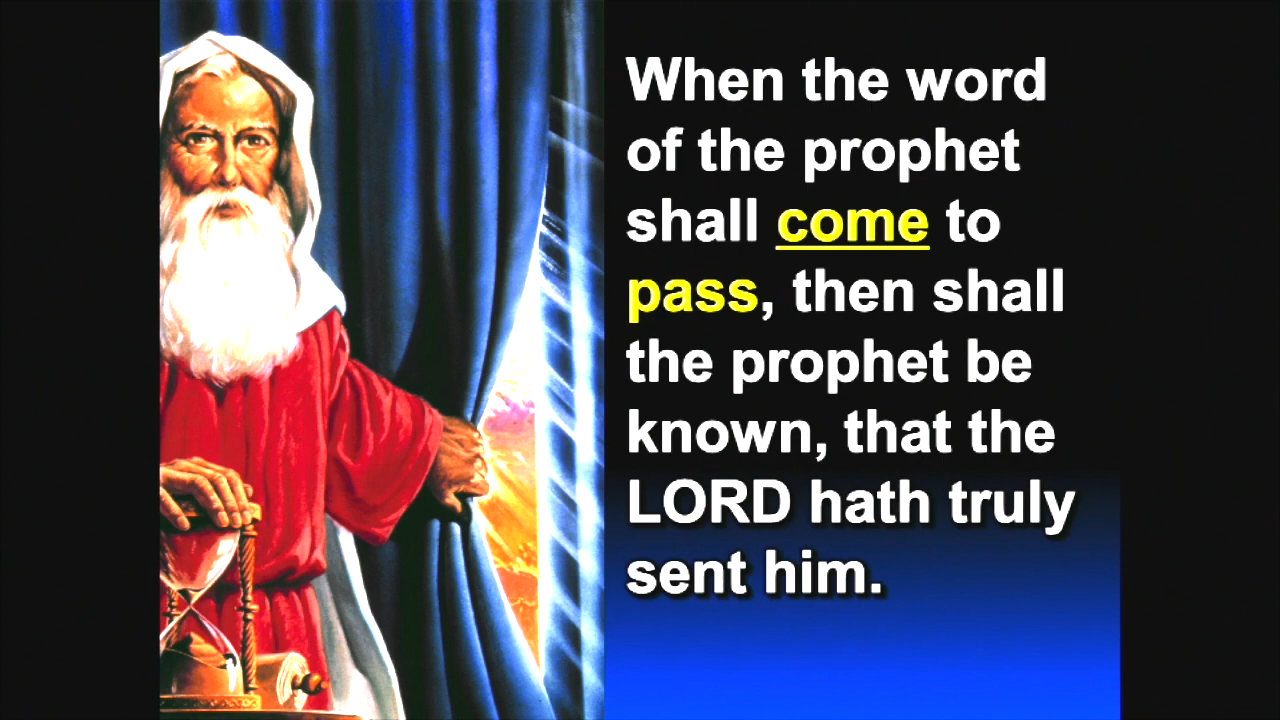 When the word
of the prophet
shall come to
pass, then shall
the prophet be
known, that the
LORD hath truly
sent him.